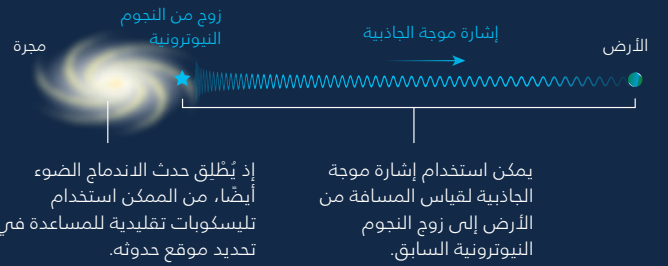 مجرة
زوج من النجوم
النيوترونية
إشارة موجة الجاذبية
الأرض
يمكن استخدام إشارة موجة
الجاذبية لقياس المسافة من
الأرض إلى زوج النجوم
النيوترونية السابق.
إذ يُطْلِق حدث الاندماج الضوء
أيضًا، من الممكن استخدام
تليسكوبات تقليدية للمساعدة في
تحديد موقع حدوثه.